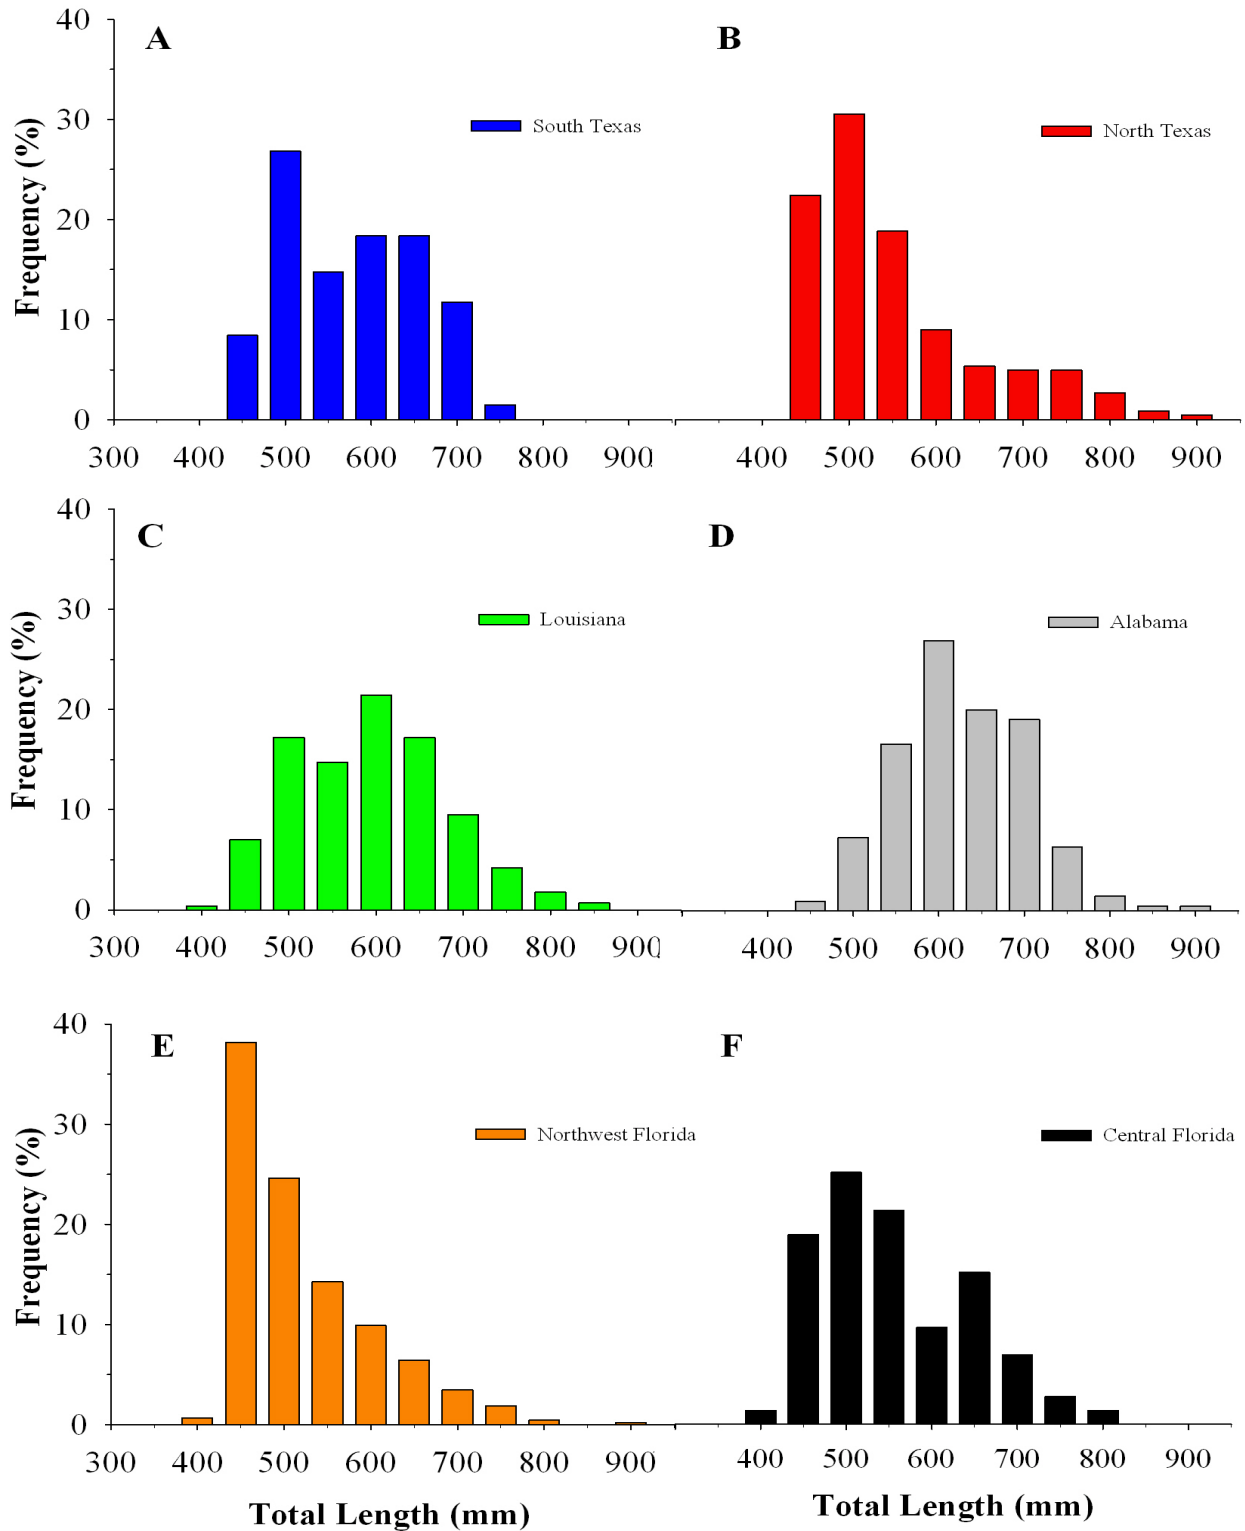 40
A
B
30
South Texas
North Texas
20
10
0
Frequency (%)
300 400 500 600 700 800 900
400 500 600 700 800 900
40
C
D
30
Louisiana
Alabama
20
10
0
Frequency (%)
300 400 500 600 700 800 900
400 500 600 700 800 900
40
E
F
30
Northwest Florida
Central Florida
20
10
0
Frequency (%)
300 400 500 600 700 800 900
400 500 600 700 800 900
Total Length (mm)
Total Length (mm)